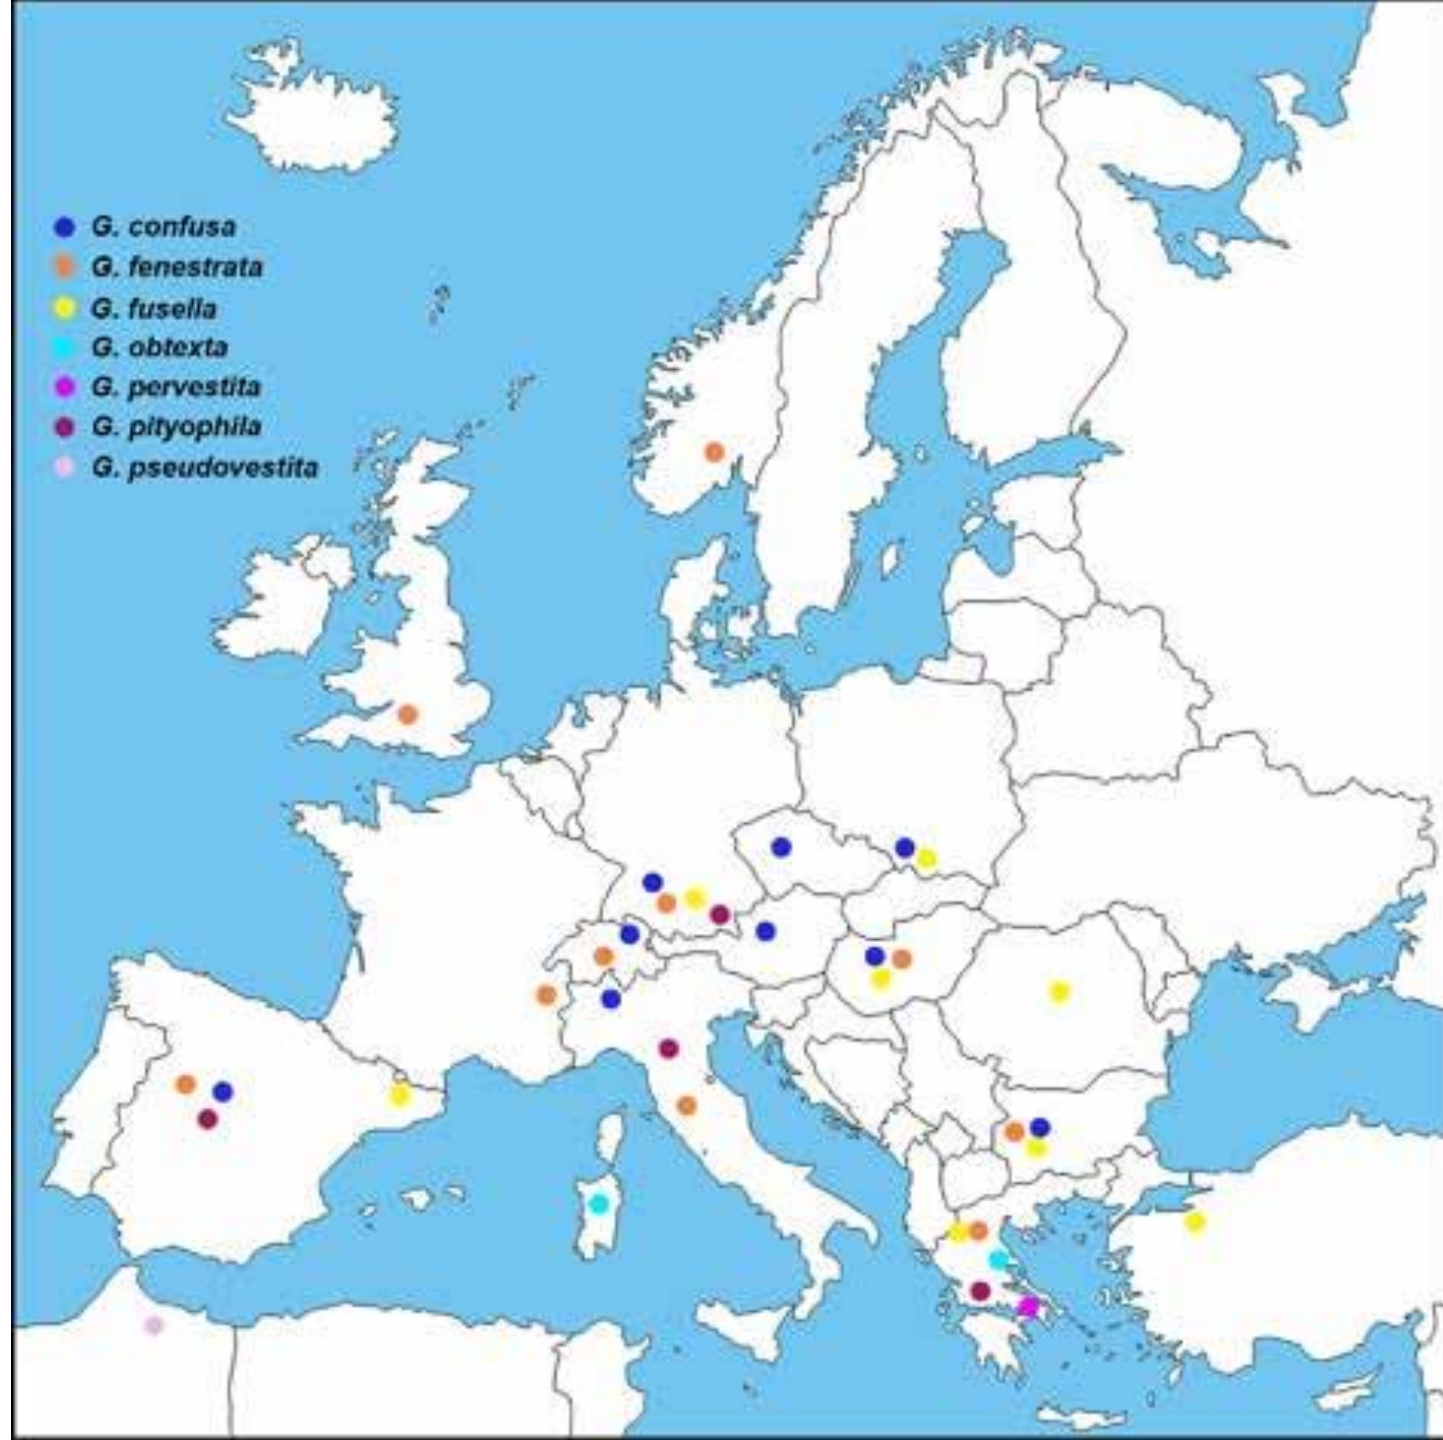 G. confusa
G. fenestrata
G. fusella
G. obtexta
G. pervestita
G. pityophila
G. pseudovestita